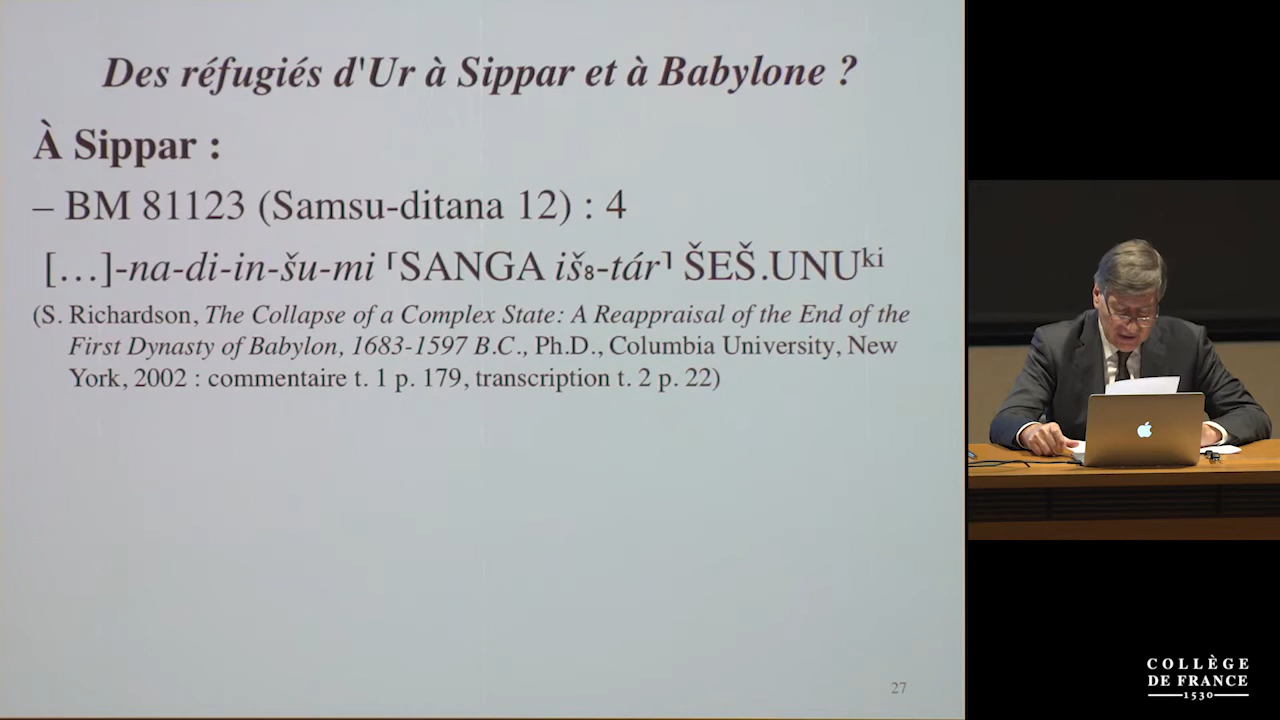 Des réfugiés d'Ur à Sippar et à Babylone ?
À Sippar :
– BM 81123 (Samsu-ditana 12) : 4
[…]-na-di-in-šu-mi ⸢SANGA iš₈-tár⸣ ŠEŠ.UNUᵏⁱ
(S. Richardson, The Collapse of a Complex State: A Reappraisal of the End of the
First Dynasty of Babylon, 1683-1597 B.C., Ph.D., Columbia University, New
York, 2002 : commentaire t. 1 p. 179, transcription t. 2 p. 22)
27
COLLÈGE
DE FRANCE
1530